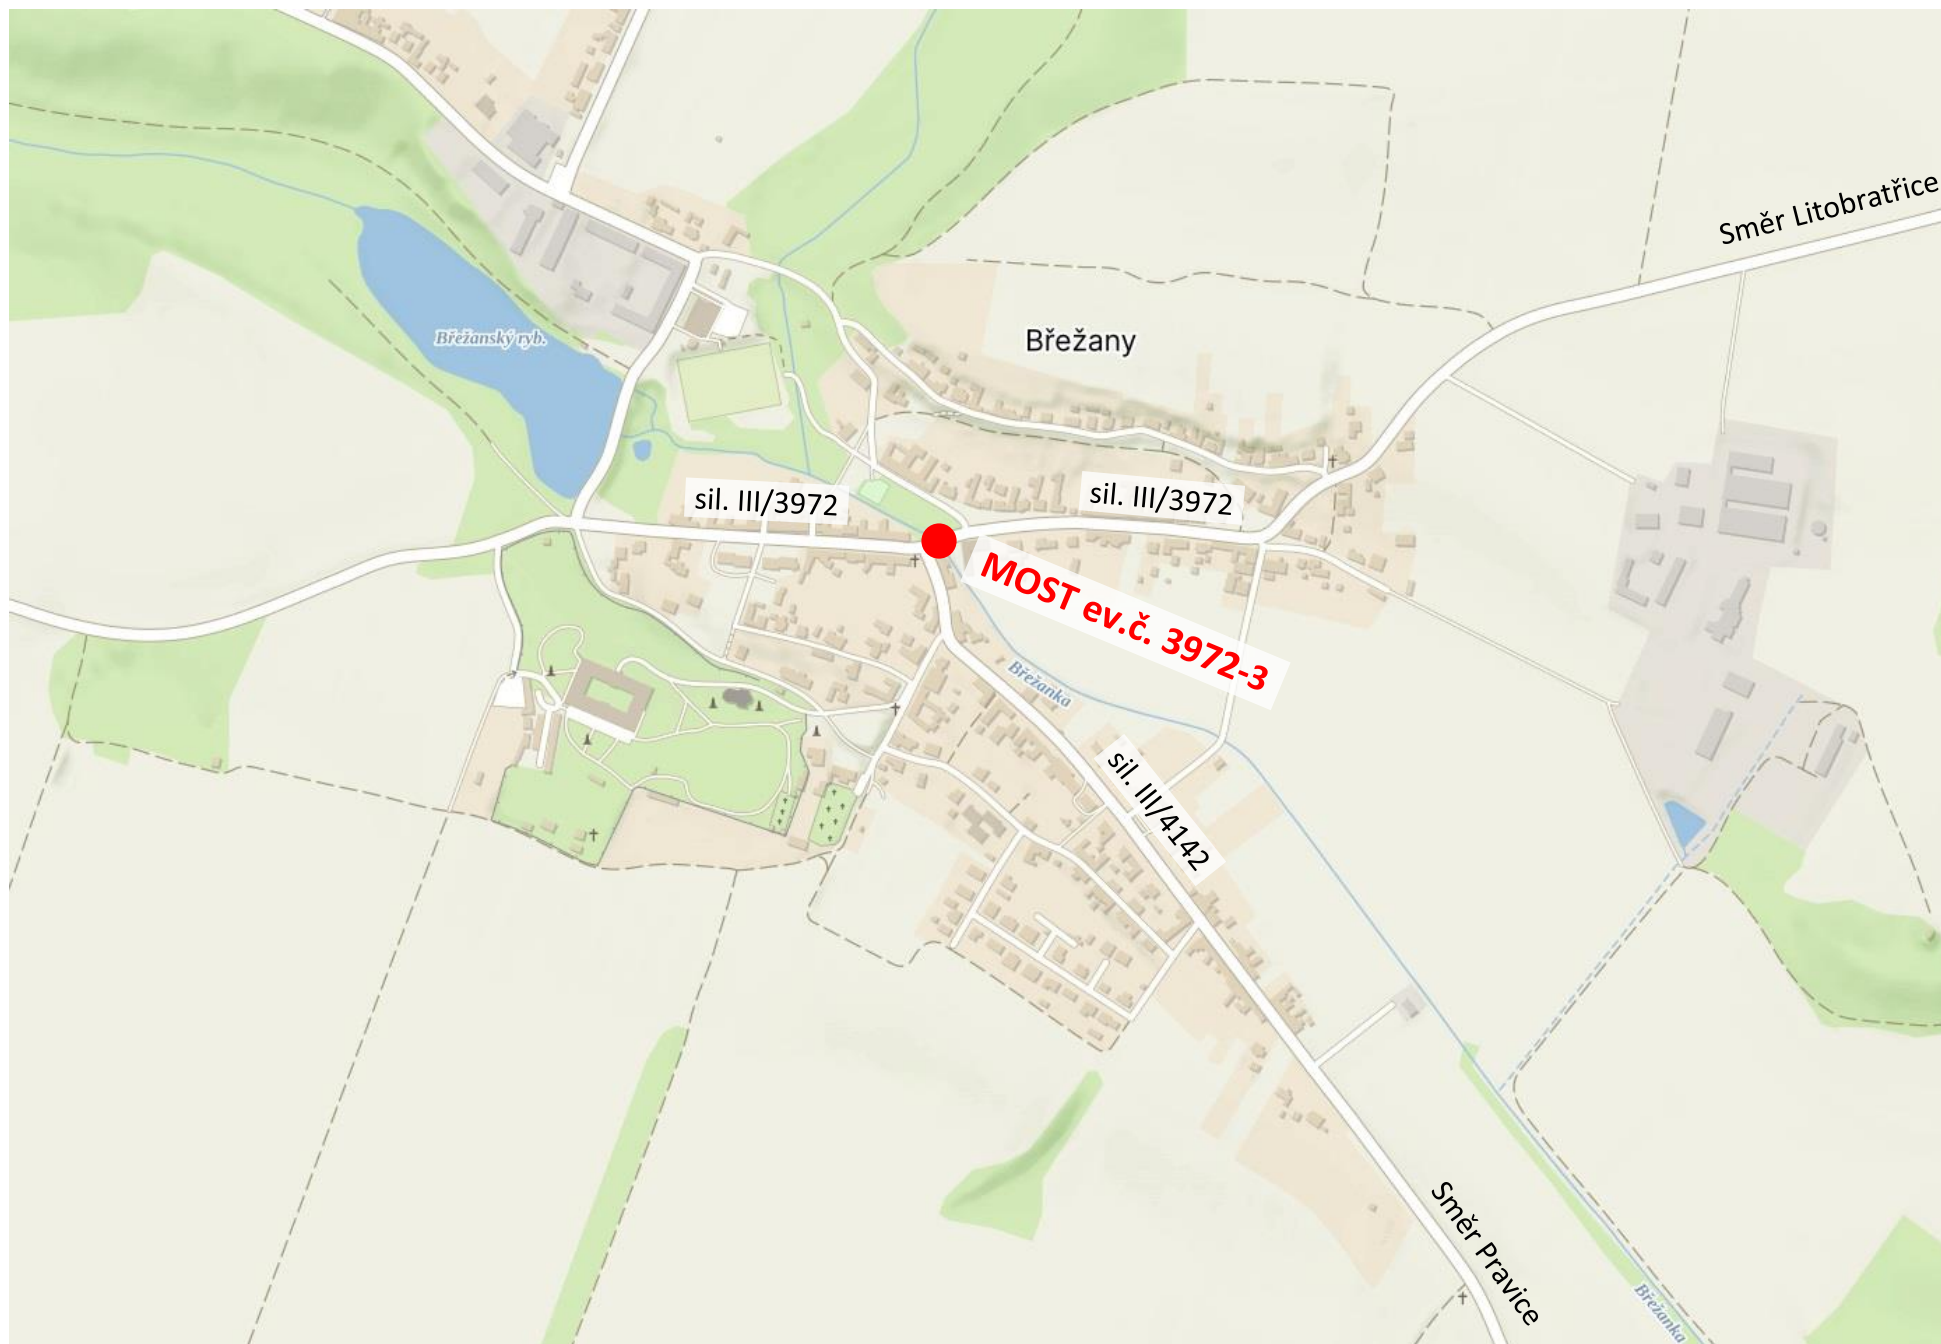 Směr Litobratřice
Břežanský ryb.
Břežany
sil. III/3972
sil. III/3972
MOST ev.č. 3972-3
Břežanka
sil. III/4142
Směr Pravice
Břežanka